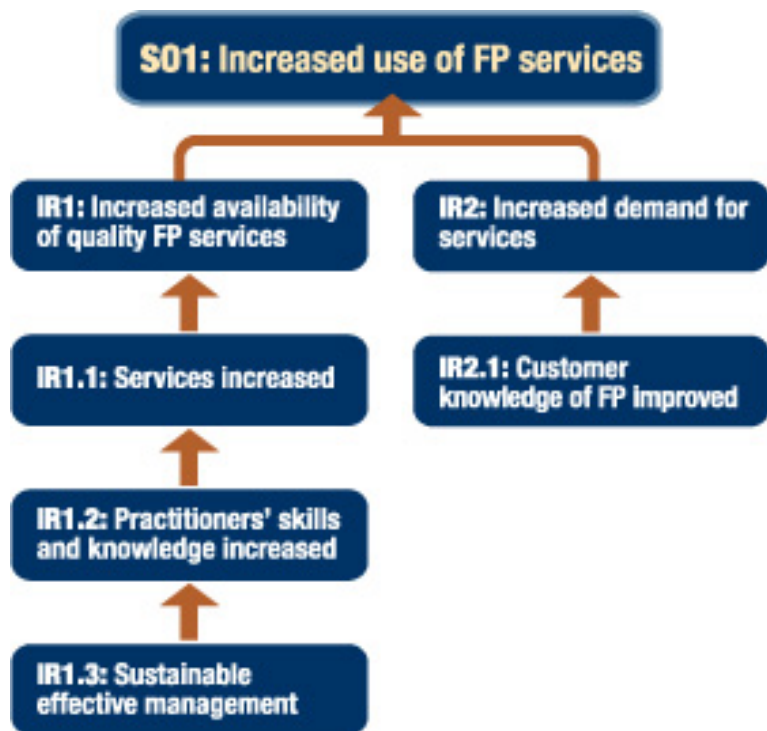 SO1: Increased use of FP services
IR1: Increased availability
of quality FP services
IR2: Increased demand for
services
IR1.1: Services increased
IR2.1: Customer
knowledge of FP improved
IR1.2: Practitioners’ skills
and knowledge increased
IR1.3: Sustainable
effective management